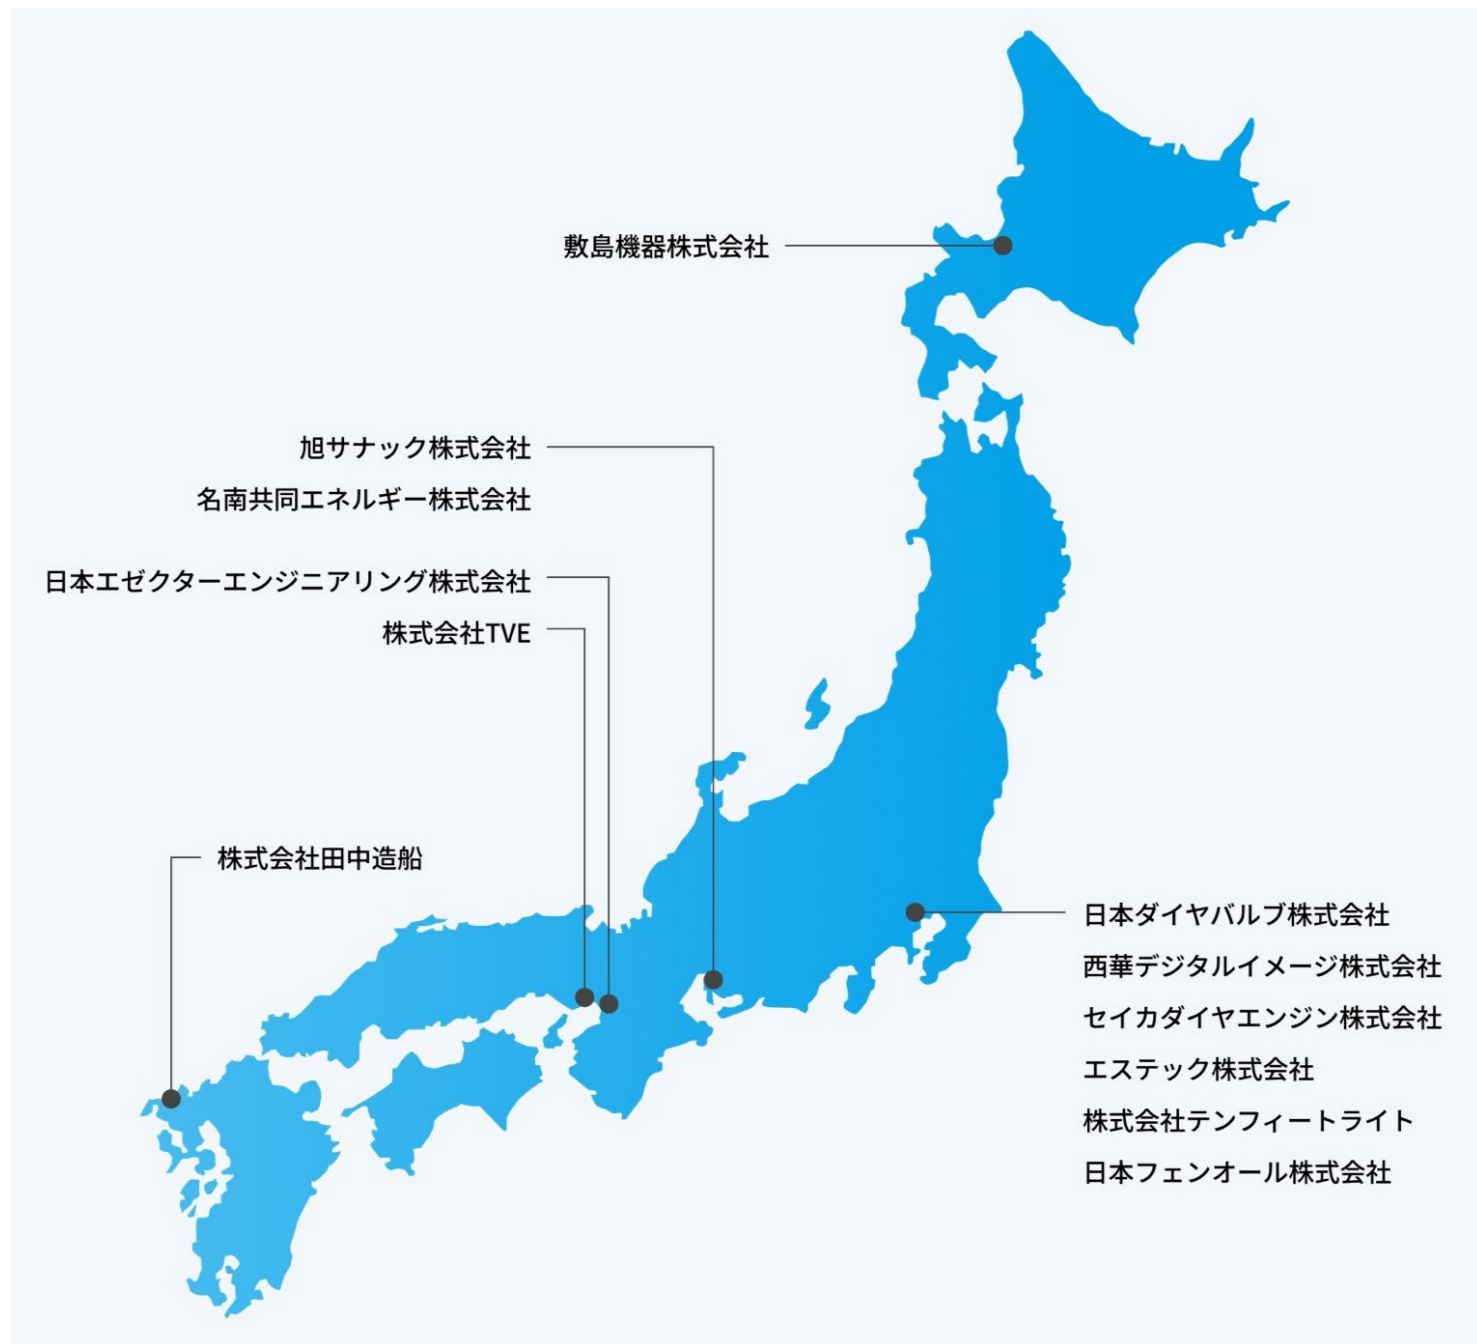 敷島機器株式会社
旭サナック株式会社
名南共同エネルギー株式会社
日本エゼクターエンジニアリング株式会社
株式会社TVE
株式会社田中造船
日本ダイヤバルブ株式会社
西華デジタルイメージ株式会社
セイカダイヤエンジン株式会社
エステック株式会社
株式会社テンフィートライト
日本フェンオール株式会社